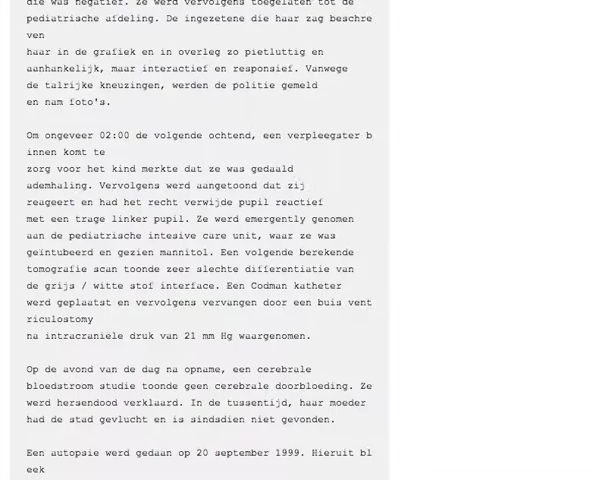 die was negatief. Ze werd vervolgens toegelaten tot de
pediatrische afdeling. De ingezetene die haar zag beschre
ven
haar in de grafiek en in overleg zo pietluttig en
aanhankelijk, maar interactief en responsief. Vanwege
de talrijke kneuzingen, werden de politie gemeld
en nam foto's.
Om ongeveer 02:00 de volgende ochtend, een verpleegster b
innen komt te
zorg voor het kind merkte dat ze was gedaald
ademhaling. Vervolgens werd aangetoond dat zij
reageert en had het recht verwijde pupil reactief
met een trage linker pupil. Ze werd emergently genomen
aan de pediatrische intesive care unit, waar ze was
geïntubeerd en gezien mannitol. Een volgende berekende
tomografie scan toonde zeer slechte differentiatie van
de grijs / witte stof interface. Een Codman katheter
werd geplaatst en vervolgens vervangen door een buis vent
riculostomy
na intracraniële druk van 21 mm Hg waargenomen.
Op de avond van de dag na opname, een cerebrale
bloedstroom studie toonde geen cerebrale doorbloeding. Ze
werd hersendood verklaard. In de tussentijd, haar moeder
had de stad gevlucht en is sindsdien niet gevonden.
Een autopsie werd gedaan op 20 september 1999. Hieruit bl
eek